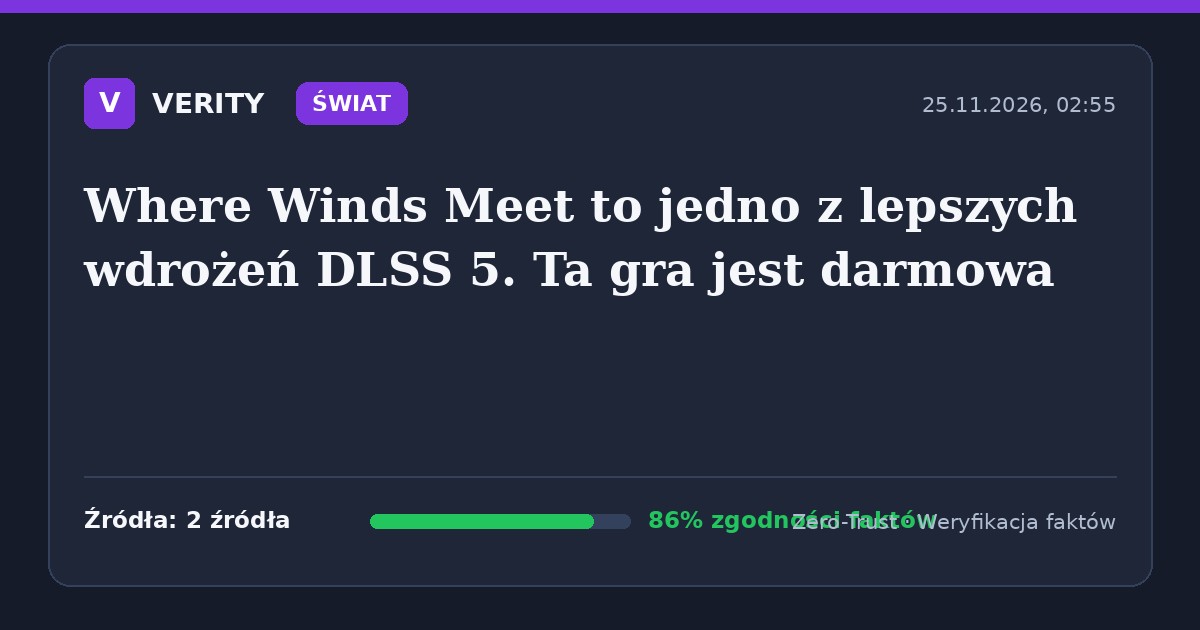 V VERITY ŚWIAT 25.11.2026, 02:55
Where Winds Meet to jedno z lepszych
wdrożeń DLSS 5. Ta gra jest darmowa
Źródła: 2 źródła 86% zgodności faktów Zero-Trust · Weryfikacja faktów